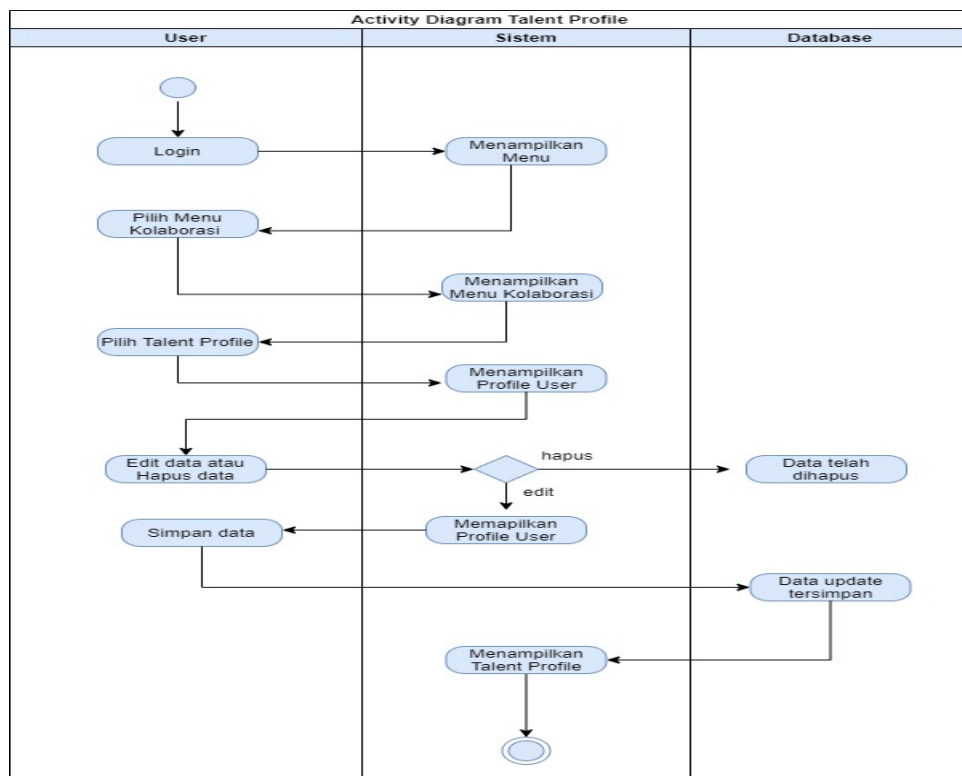 Activity Diagram Talent Profile
User
Sistem
Database
Login
Menampilkan
Menu
Pilih Menu
Kolaborasi
Menampilkan
Menu Kolaborasi
Pilih Talent Profile
Menampilkan
Profile User
Edit data atau
Hapus data
hapus
Data telah
dihapus
edit
Memapilkan
Profile User
Simpan data
Data update
tersimpan
Menampilkan
Talent Profile